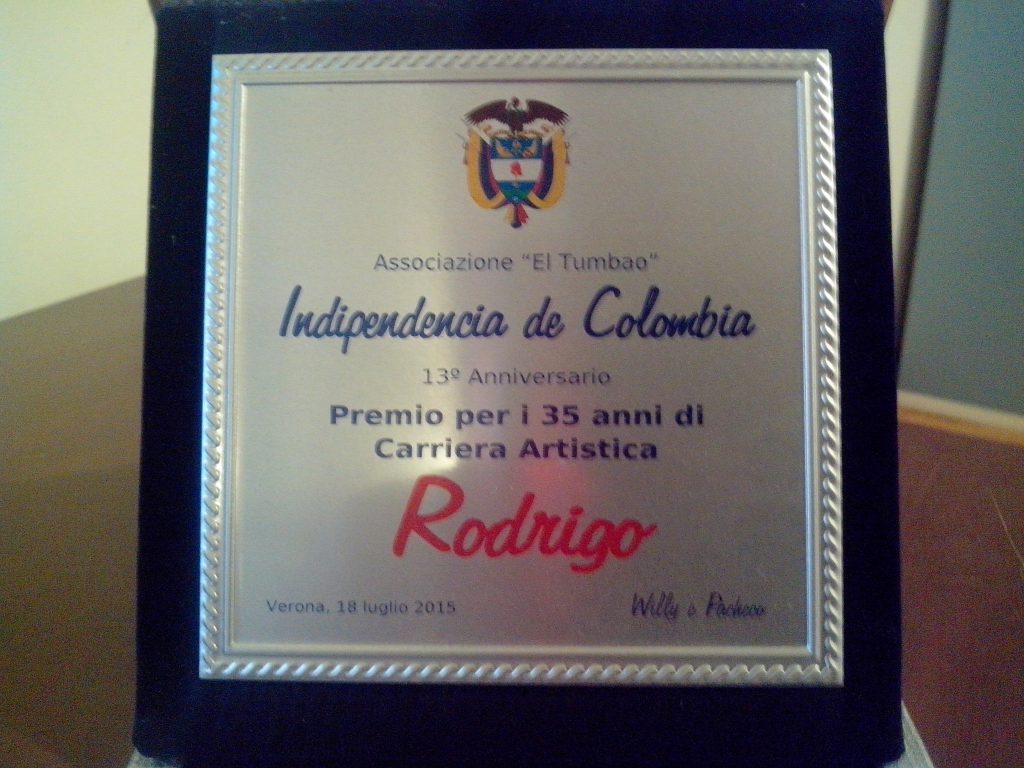 Associazione "El Tumbao"
Indipendencia de Colombia
13º Anniversario
Premio per i 35 anni di
Carriera Artistica
Rodrigo
Verona, 18 luglio 2015
Willy e Pacheco